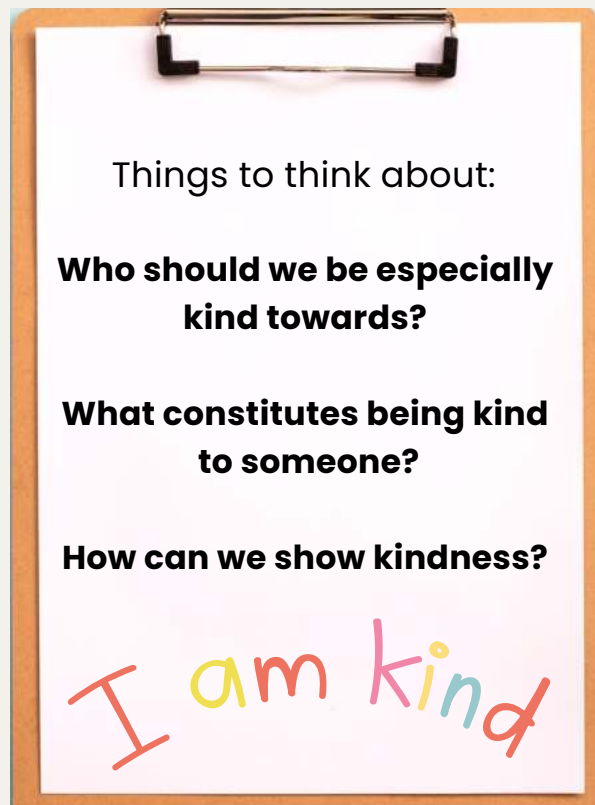 Things to think about:
Who should we be especially
kind towards?
What constitutes being kind
to someone?
How can we show kindness?
I am kind